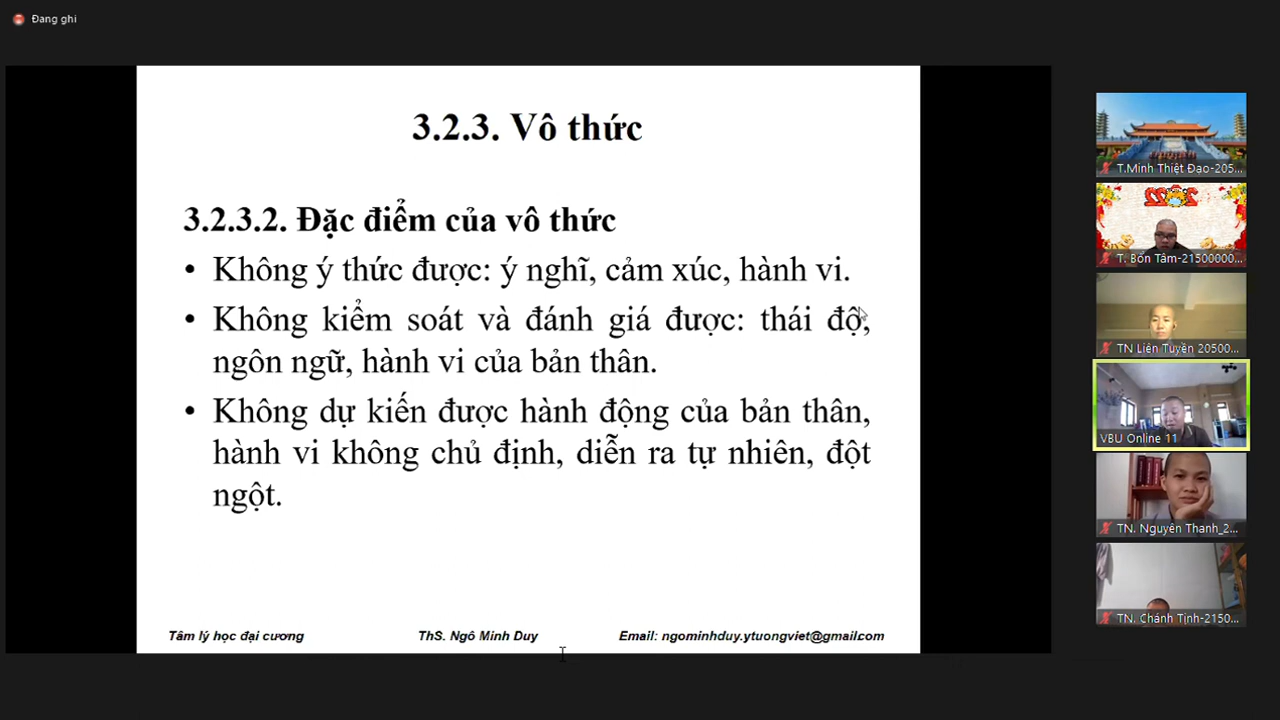 Đang ghi
3.2.3. Vô thức
3.2.3.2. Đặc điểm của vô thức
• Không ý thức được: ý nghĩ, cảm xúc, hành vi.
• Không kiểm soát và đánh giá được: thái độ,
ngôn ngữ, hành vi của bản thân.
• Không dự kiến được hành động của bản thân,
hành vi không chủ định, diễn ra tự nhiên, đột
ngột.
Tâm lý học đại cương ThS. Ngô Minh Duy Email: ngominhduy.ytuongviet@gmail.com
T.Minh Thiệt Đạo-205...
2022
T. Bổn Tâm-21500000...
TN Liên Tuyền 20500...
VBU Online 11
TN. Nguyên Thanh_2...
TN. Chánh Tịnh-2150...